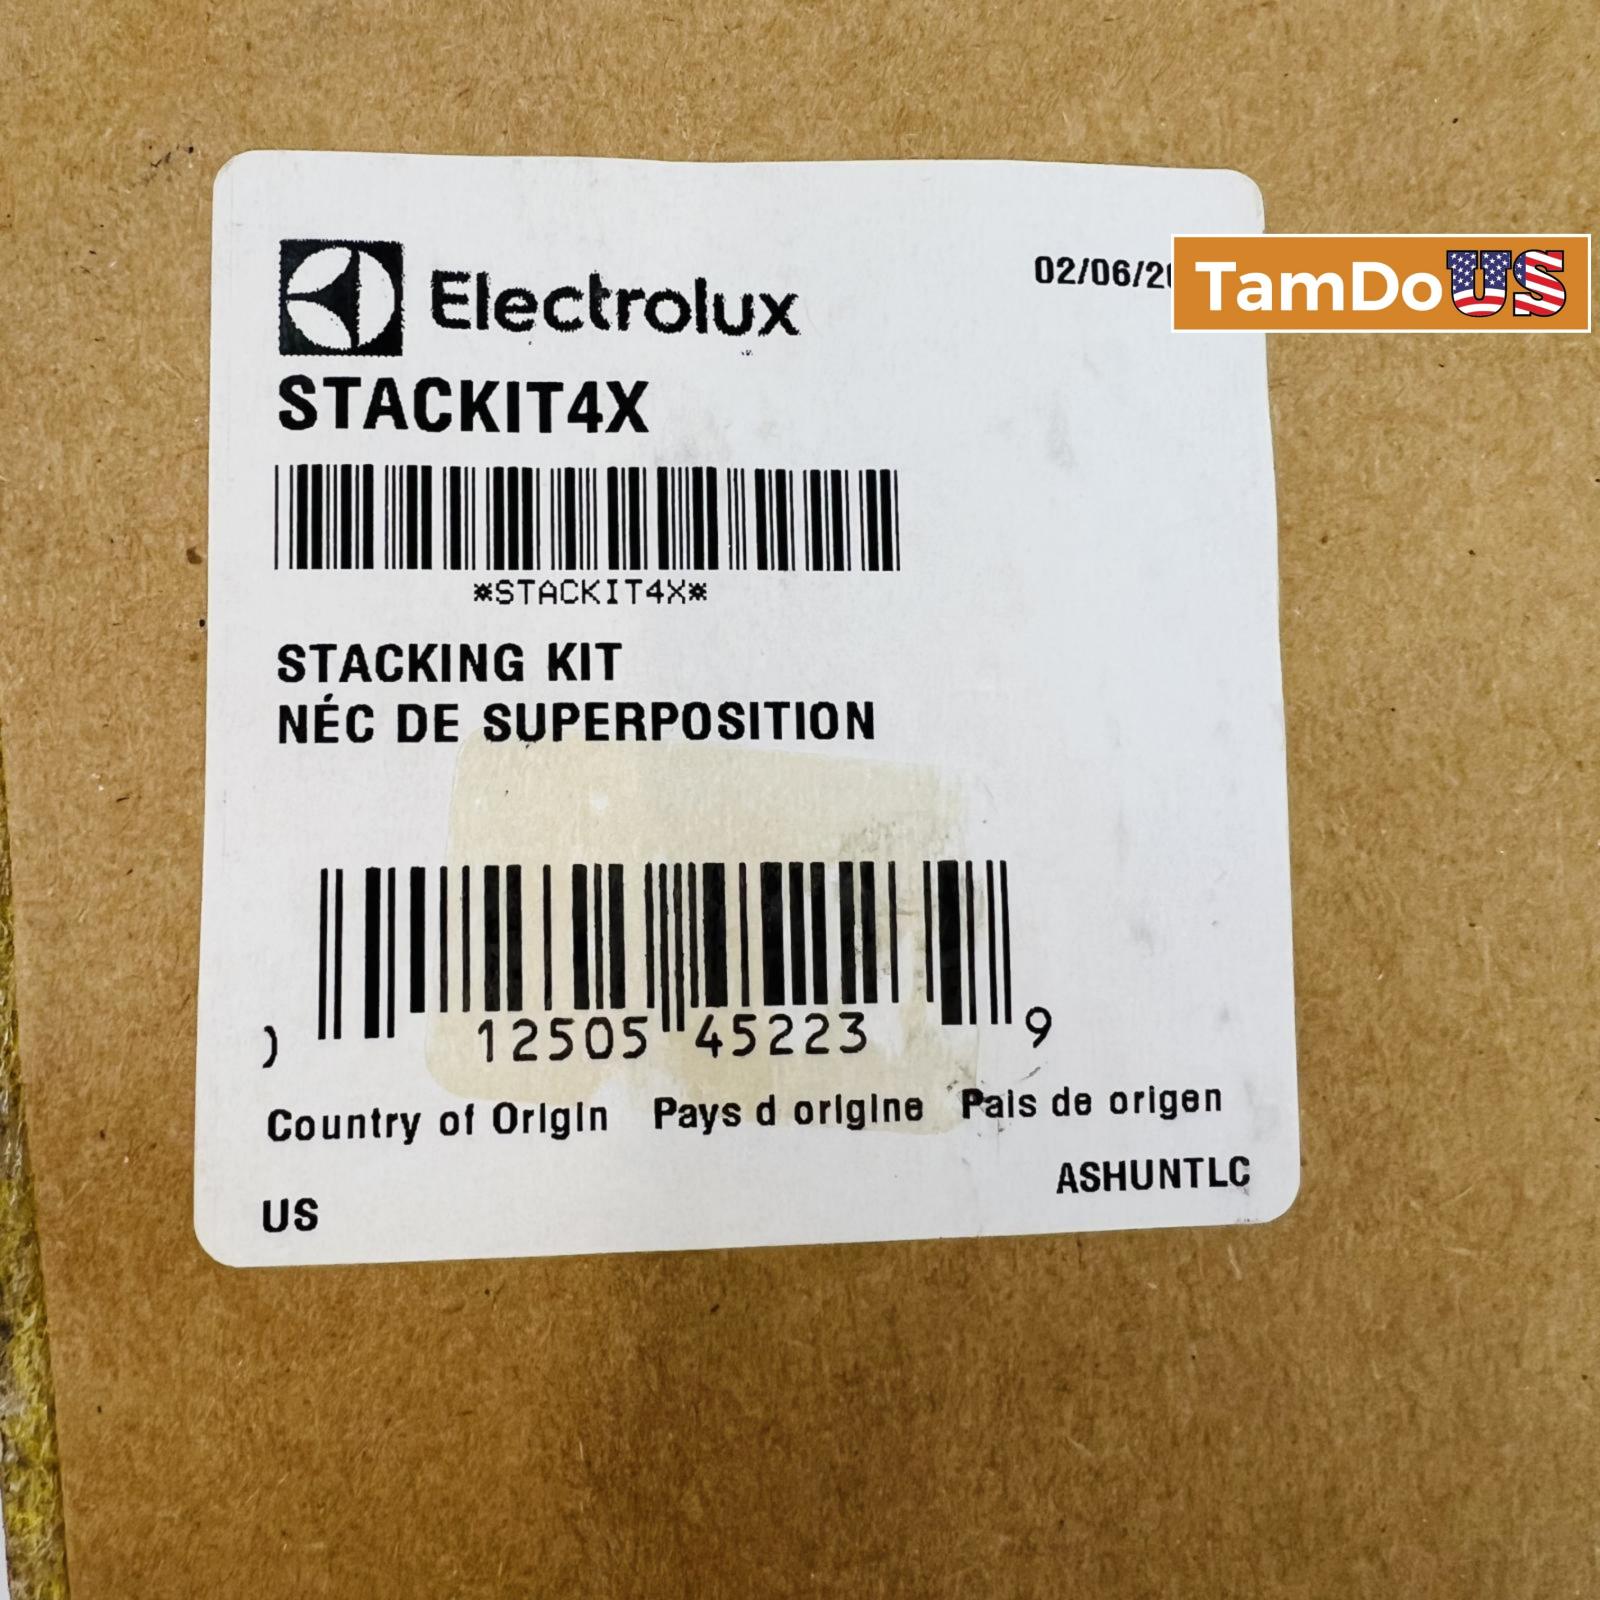 Electrolux
02/06/20
TamDoUS
STACKIT4X
*STACKIT4X*
STACKING KIT
NÉC DE SUPERPOSITION
12505 45223 9
Country of Origin Pays d origine Pais de origen
ASHUNTLC
US